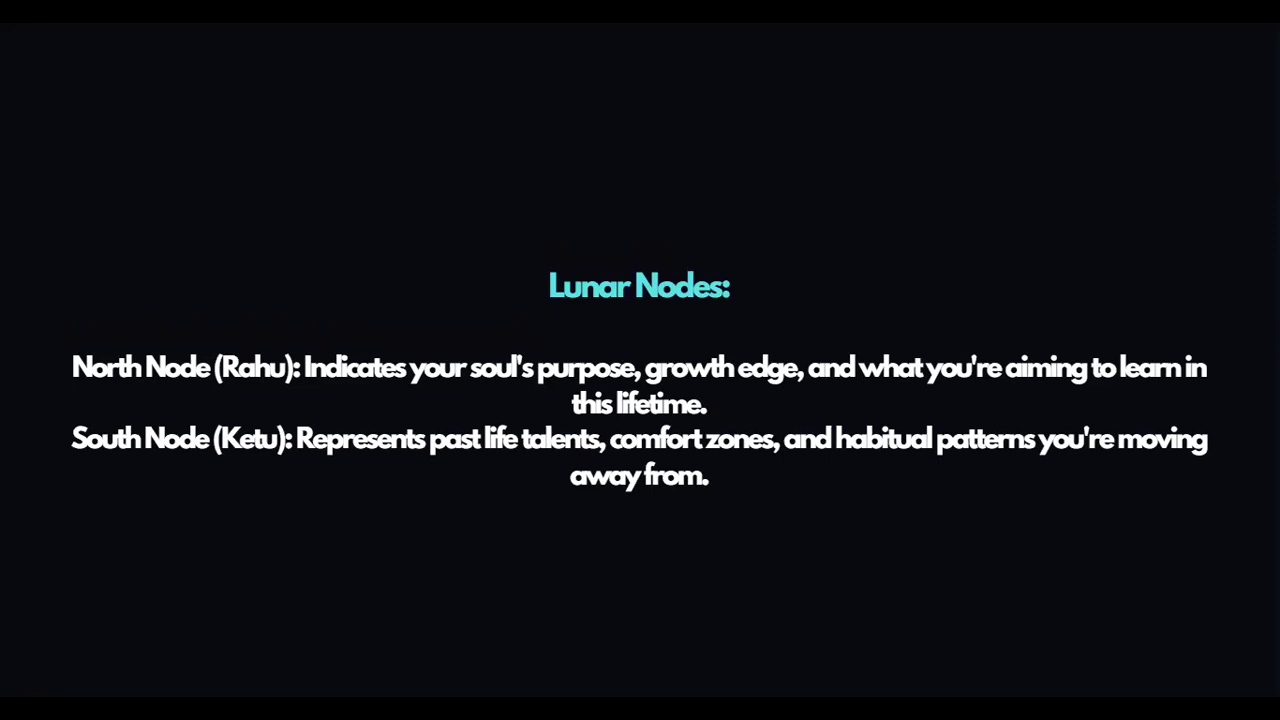 Lunar Nodes:
North Node (Rahu): Indicates your soul's purpose, growth edge, and what you're aiming to learn in
this lifetime.
South Node (Ketu): Represents past life talents, comfort zones, and habitual patterns you're moving
away from.